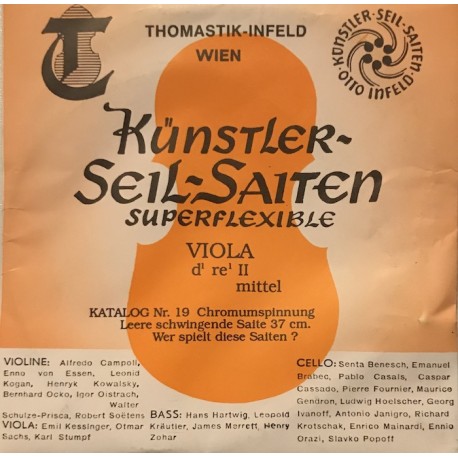 THOMASTIK-INFELD
WIEN
KÜNSTLER-SEIL-SAITEN
OTTO INFELD
KÜNSTLER-
SEIL-SAITEN
SUPERFLEXIBLE
VIOLA
d¹ re¹ II
mittel
KATALOG Nr. 19 Chromumspinnung
Leere schwingende Saite 37 cm.
Wer spielt diese Saiten ?
VIOLINE: Alfredo Campoli,
Enno von Essen, Leonid
Kogan, Henryk Kowalsky,
Bernhard Ocko, Igor Oistrach,
Walter
Schulze-Prisca, Robert Soëtens
VIOLA: Emil Kessinger, Otmar
Sachs, Karl Stumpf
BASS: Hans Hartwig, Leopold
Kräutler, James Merrett, Henry
Zohar
CELLO: Senta Benesch, Emanuel
Brabec, Pablo Casals, Caspar
Cassado, Pierre Fournier, Maurice
Gendron, Ludwig Hoelscher, Georg
Ivanoff, Antonio Janigro, Richard
Krotschak, Enrico Mainardi, Ennio
Orazi, Slavko Popoff